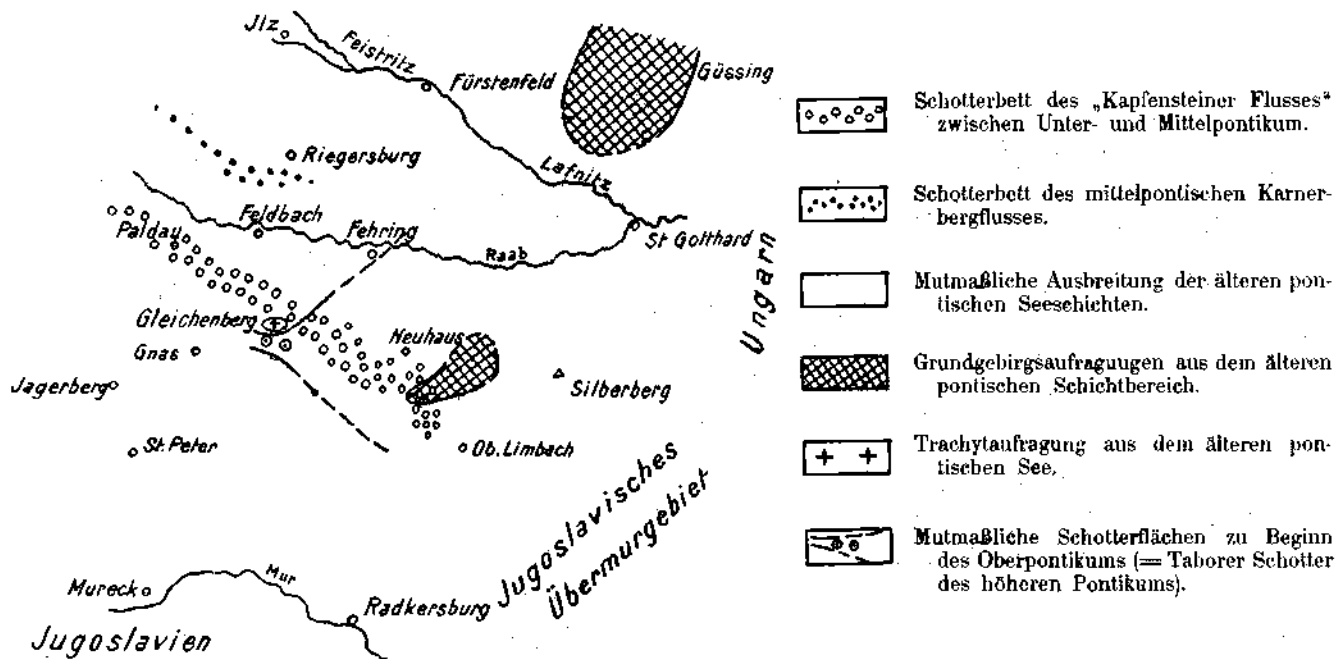 Jlz
Feistritz
Fürstenfeld
Güssing
Riegersburg
Lafnitz
Paldau
Feldbach
Fehring
Raab
St Gotthard
Ungarn
Gleichenberg
Neuhaus
Gnas
Jagerberg
Silberberg
St. Peter
Ob. Limbach
Jugoslavisches
Übermurgebiet
Mureck
Mur
Radkersburg
Jugoslavien
Schotterbett des „Kapfensteiner Flusses"
zwischen Unter- und Mittelpontikum.
Schotterbett des mittelpontischen Karner-
bergflusses.
Mutmaßliche Ausbreitung der älteren pon-
tischen Seeschichten.
Grundgebirgsaufraguugen aus dem älteren
pontischen Schichtbereich.
Trachytaufragung aus dem älteren pon-
tischen See.
Mutmaßliche Schotterflächen zu Beginn
des Oberpontikums (= Taborer Schotter
des höheren Pontikums).